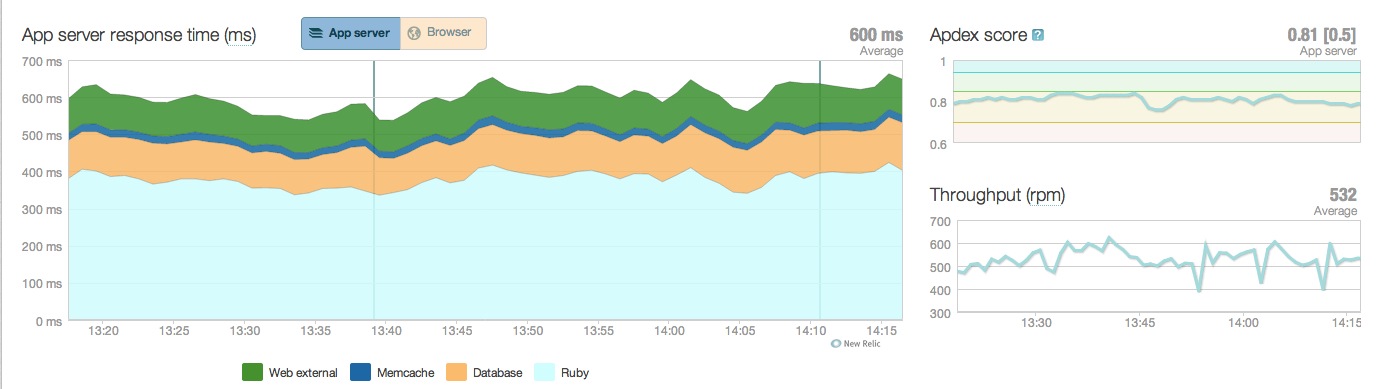 App server response time (ms)
App server
Browser
600 ms
Average
700 ms
600 ms
500 ms
400 ms
300 ms
200 ms
100 ms
0 ms
13:20
13:25
13:30
13:35
13:40
13:45
13:50
13:55
14:00
14:05
14:10
14:15
New Relic
Web external
Memcache
Database
Ruby
Apdex score ?
0.81 [0.5]
App server
1
0.8
0.6
Throughput (rpm)
532
Average
700
600
500
400
300
13:30
13:45
14:00
14:15